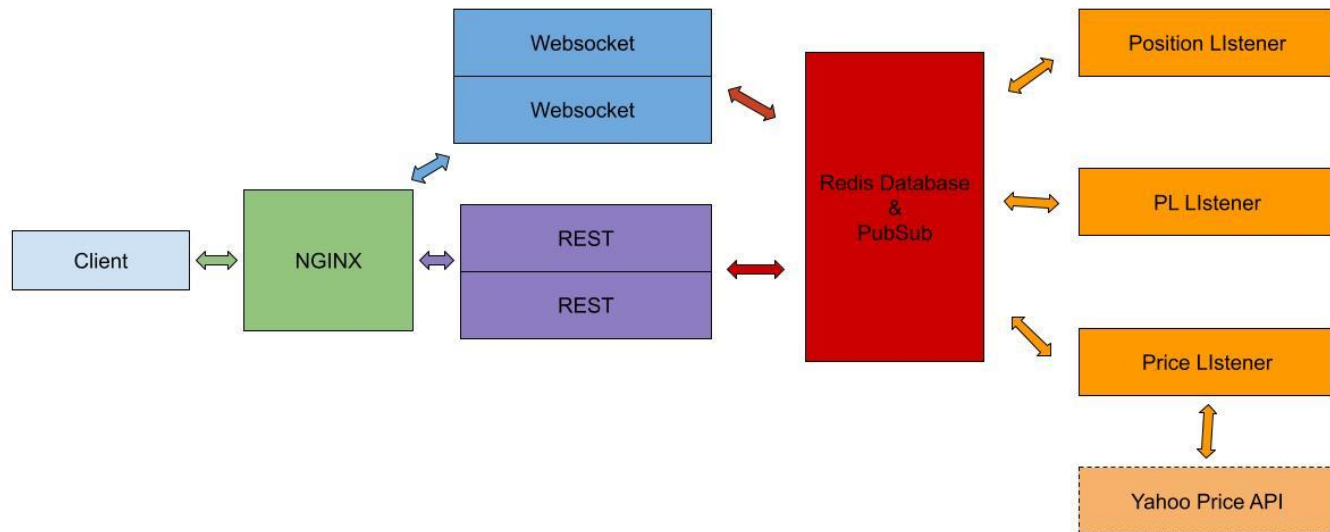 Websocket
Websocket
Position LIstener
Redis Database
&
PubSub
PL LIstener
Client
NGINX
REST
REST
Price LIstener
Yahoo Price API